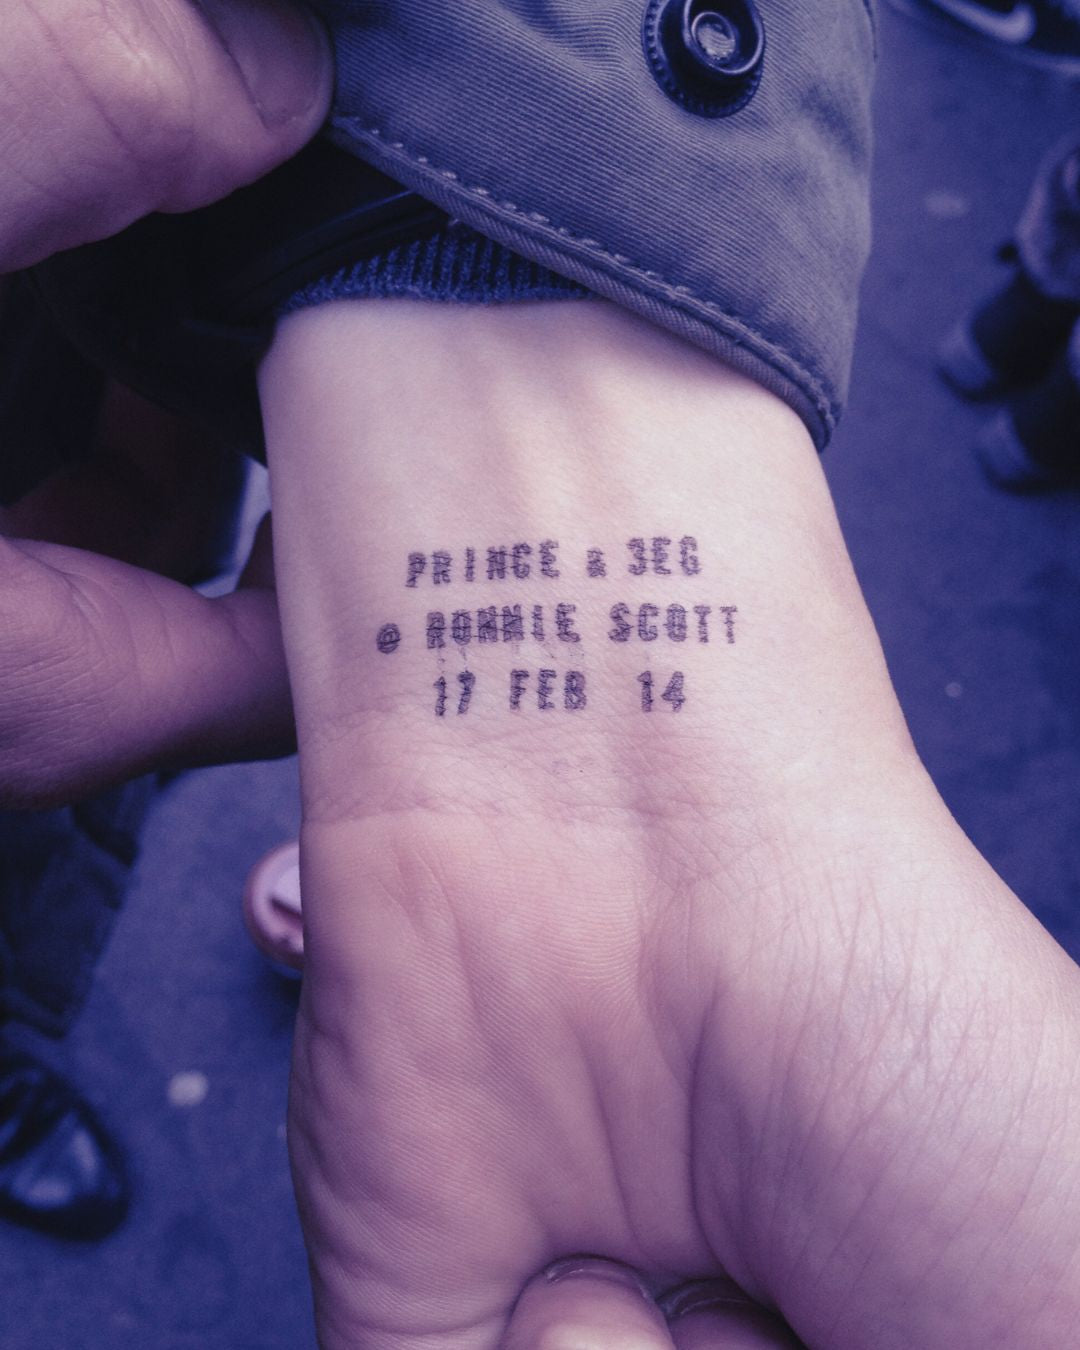 PRINCE & 3EG
@ RONNIE SCOTT
17 FEB 14